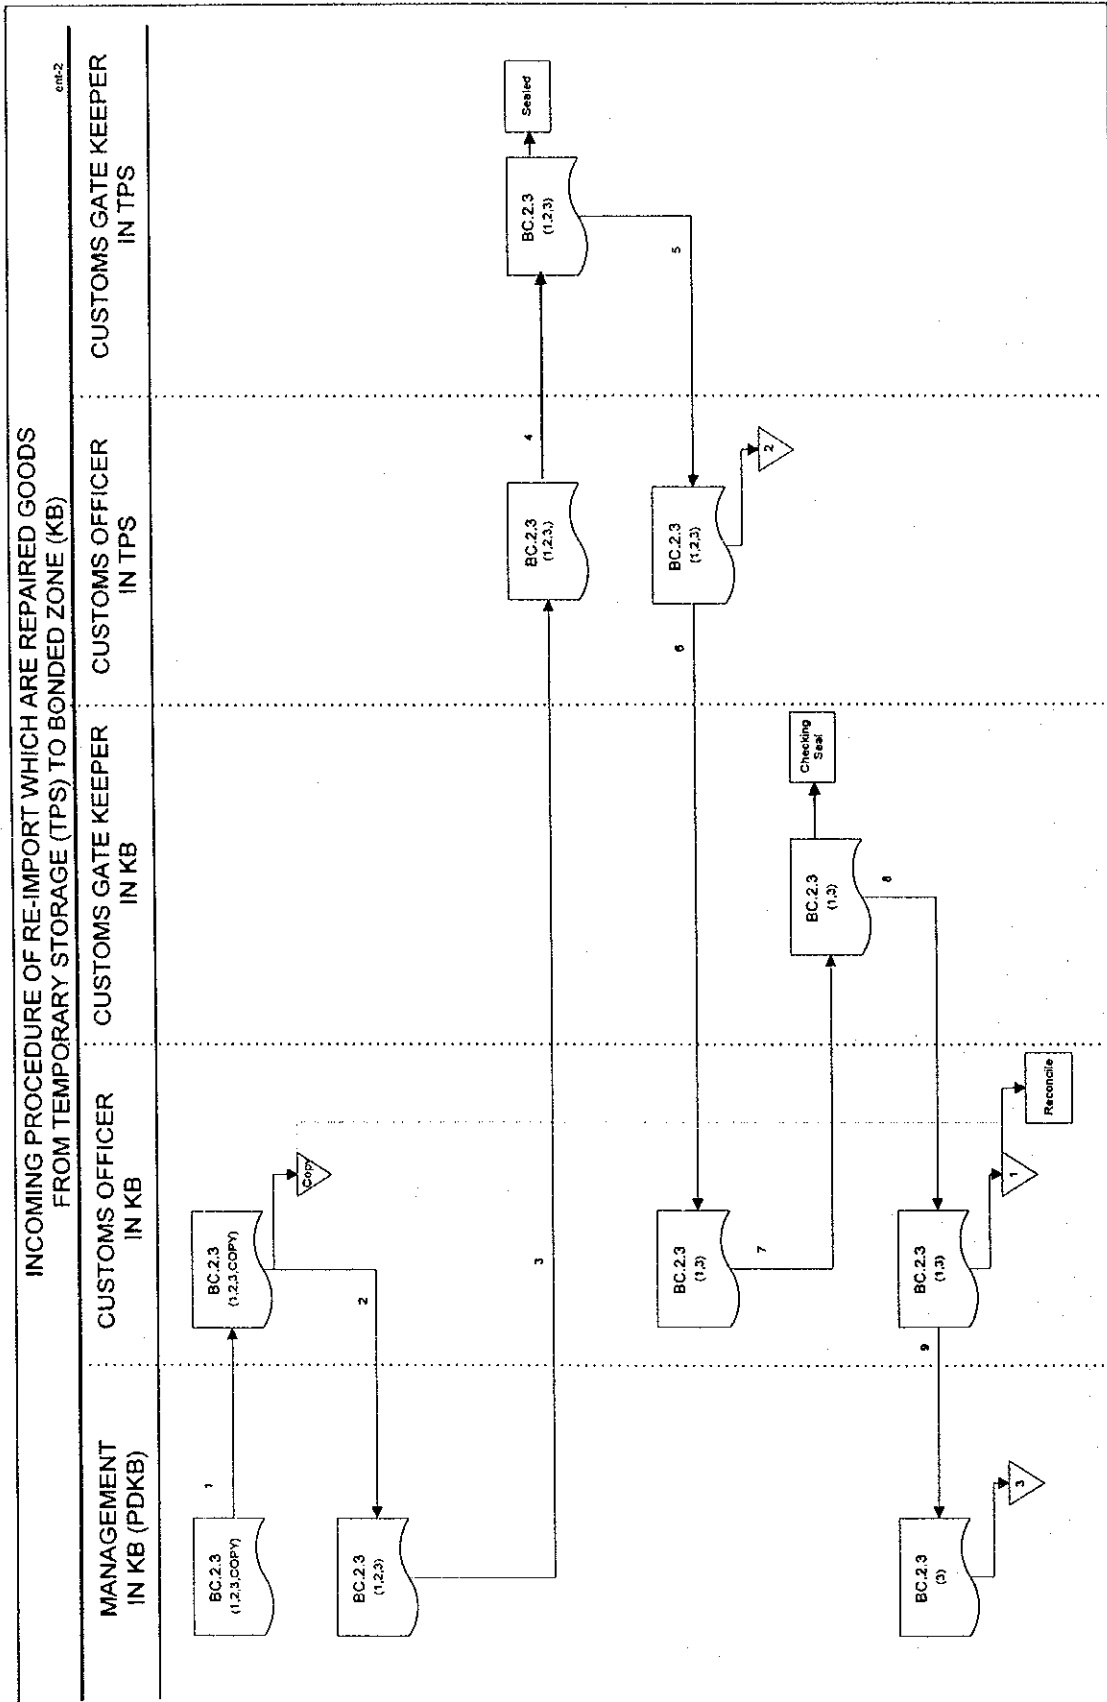 INCOMING PROCEDURE OF RE-IMPORT WHICH ARE REPAIRED GOODS
FROM TEMPORARY STORAGE (TPS) TO BONDED ZONE (KB)
ent-2
MANAGEMENT
IN KB (PDKB)
CUSTOMS OFFICER
IN KB
CUSTOMS GATE KEEPER
IN KB
CUSTOMS OFFICER
IN TPS
CUSTOMS GATE KEEPER
IN TPS
BC.2.3
(1,2,3,COPY)
1
BC.2.3
(1,2,3,COPY)
Copy
2
BC.2.3
(1,2,3)
3
BC.2.3
(1,2,3,)
4
BC.2.3
(1,2,3)
Sealed
5
BC.2.3
(1,2,3)
2
6
BC.2.3
(1,3)
7
BC.2.3
(1,3)
Checking
Seal
8
BC.2.3
(1,3)
1
Reconcile
9
BC.2.3
(3)
3